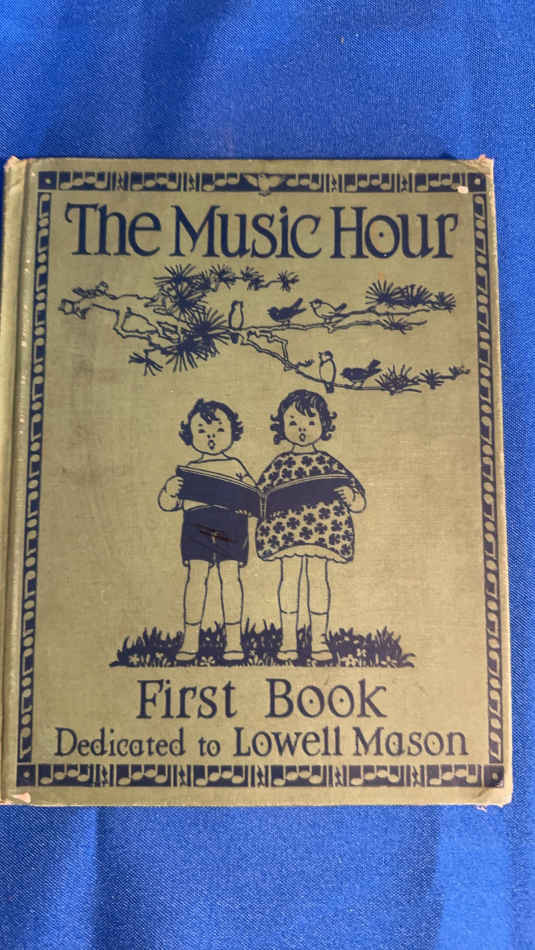 The Music Hour
First Book
Dedicated to Lowell Mason